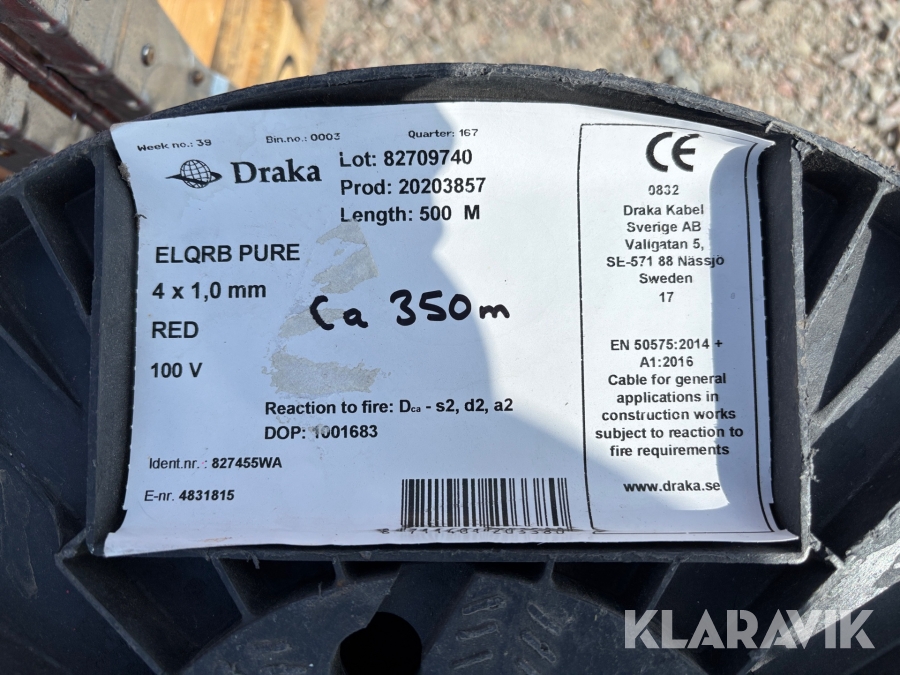 Week no.: 39 Bin.no.: 0003 Quarter: 167
Draka
Lot: 82709740
Prod: 20203857
Length: 500 M
ELQRB PURE
4 x 1,0 mm
RED
100 V
Ca 350m
Reaction to fire: Dca - s2, d2, a2
DOP: 1001683
Ident.nr. : 827455WA
E-nr. 4831815
CE
0832
Draka Kabel
Sverige AB
Valigatan 5,
SE-571 88 Nässjö
Sweden
17
EN 50575:2014 +
A1:2016
Cable for general
applications in
construction works
subject to reaction to
fire requirements
www.draka.se
KLARAVIK